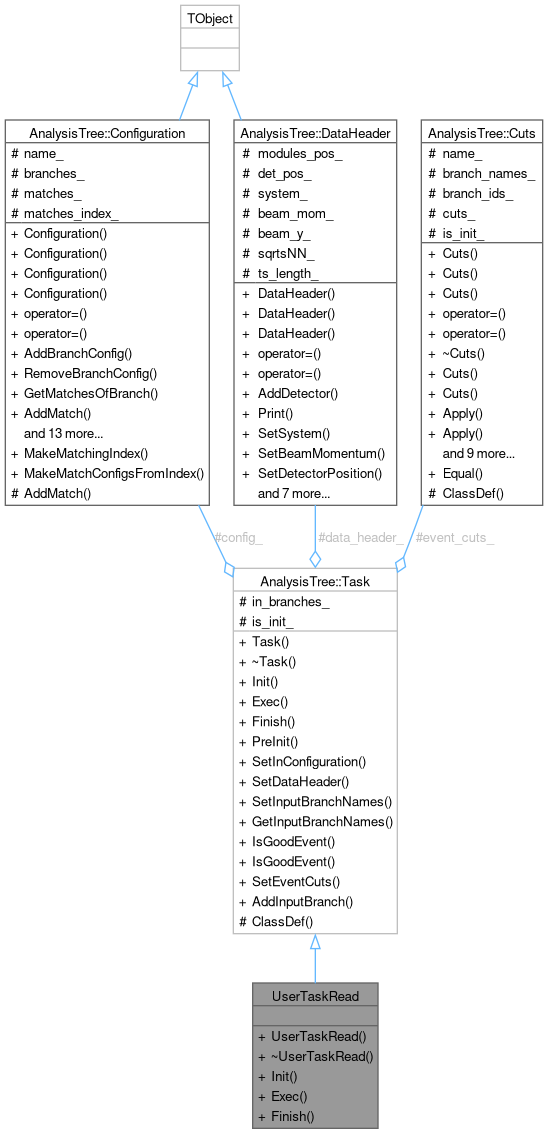 TObject
AnalysisTree::Configuration
# name_
# branches_
# matches_
# matches_index_
+ Configuration()
+ Configuration()
+ Configuration()
+ Configuration()
+ operator=()
+ operator=()
+ AddBranchConfig()
+ RemoveBranchConfig()
+ GetMatchesOfBranch()
+ AddMatch()
and 13 more...
+ MakeMatchingIndex()
+ MakeMatchConfigsFromIndex()
# AddMatch()
AnalysisTree::DataHeader
# modules_pos_
# det_pos_
# system_
# beam_mom_
# beam_y_
# sqrtsNN_
# ts_length_
+ DataHeader()
+ DataHeader()
+ DataHeader()
+ operator=()
+ operator=()
+ AddDetector()
+ Print()
+ SetSystem()
+ SetBeamMomentum()
+ SetDetectorPosition()
and 7 more...
AnalysisTree::Cuts
# name_
# branch_names_
# branch_ids_
# cuts_
# is_init_
+ Cuts()
+ Cuts()
+ Cuts()
+ operator=()
+ operator=()
+ ~Cuts()
+ Cuts()
+ Cuts()
+ Apply()
+ Apply()
and 9 more...
+ Equal()
# ClassDef()
#config_
#data_header_
#event_cuts_
AnalysisTree::Task
# in_branches_
# is_init_
+ Task()
+ ~Task()
+ Init()
+ Exec()
+ Finish()
+ PreInit()
+ SetInConfiguration()
+ SetDataHeader()
+ SetInputBranchNames()
+ GetInputBranchNames()
+ IsGoodEvent()
+ IsGoodEvent()
+ SetEventCuts()
+ AddInputBranch()
# ClassDef()
UserTaskRead
+ UserTaskRead()
+ ~UserTaskRead()
+ Init()
+ Exec()
+ Finish()